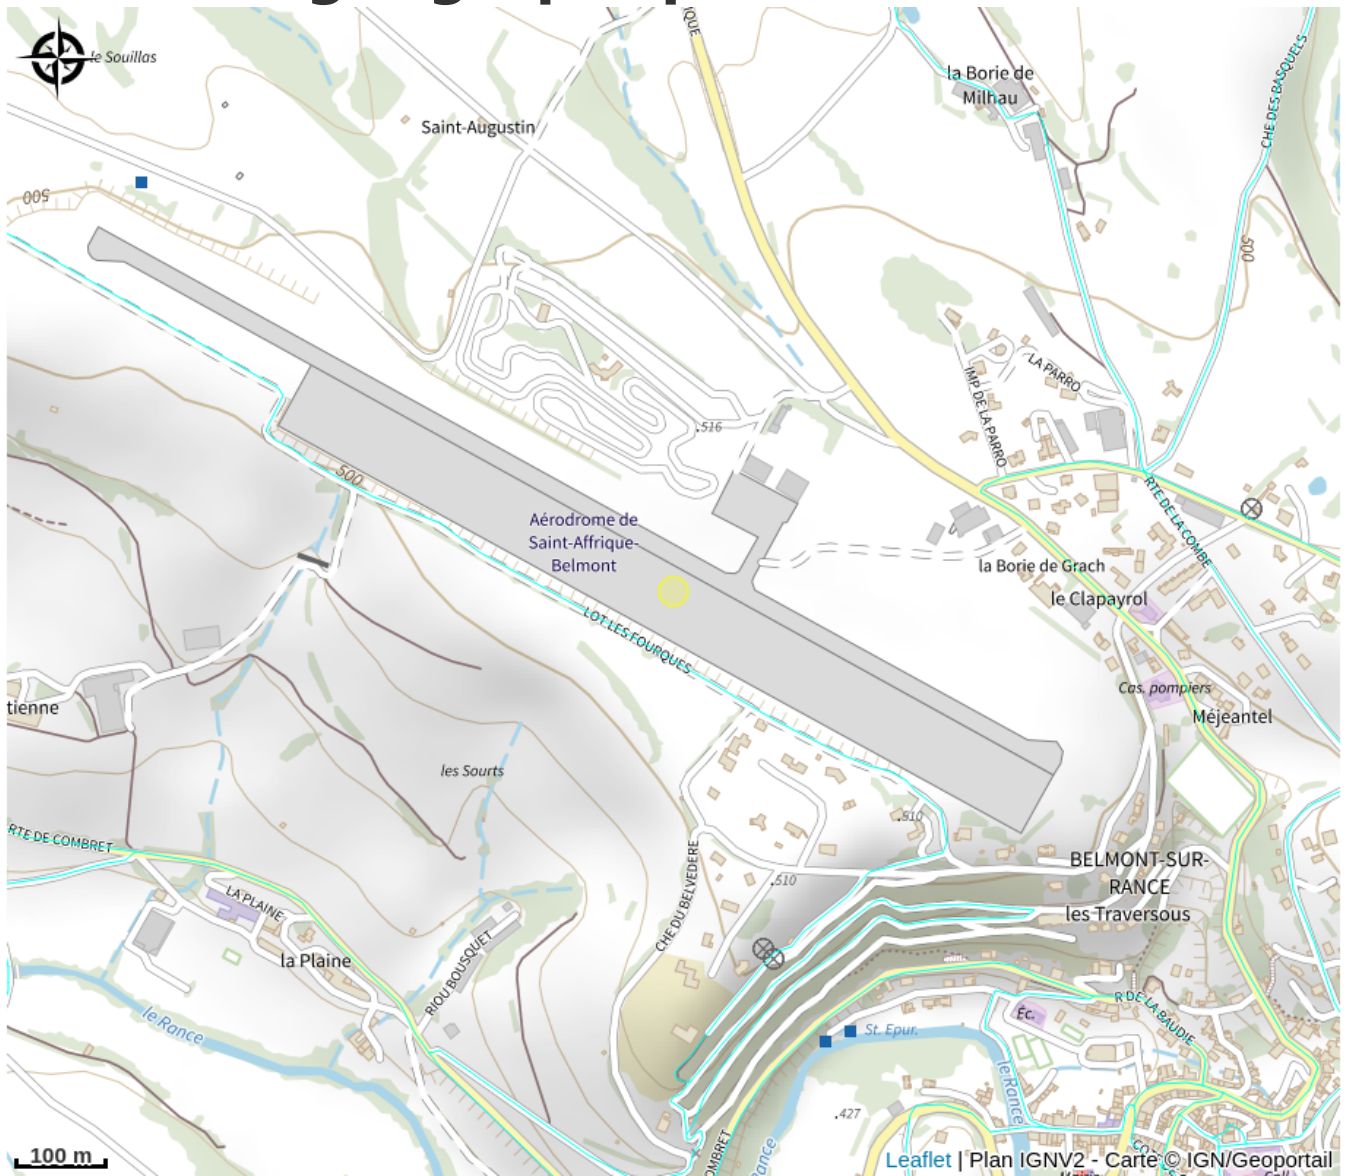 le Souillas
la Borie de
Milhau
CHE DES BASQUELS
Saint-Augustin
500
500
LA PARRO
IMP DE LA PARRO
.516
500
RTE DE LA COMBE
Aérodrome de
Saint-Affrique-
Belmont
la Borie de Grach
le Clapayrol
LOT LES FOURQUES
Cas. pompiers
tienne
Méjeantel
les Sourts
.510
RTE DE COMBRET
BELMONT-SUR-
RANCE
.510
LA PLAINE
CHE DU BELVEDERE
les Traversous
la Plaine
RIOU BOUSQUET
R DE LA BAUDIE
Éc.
le Rance
St. Epur.
le Rance
.427
OMBRET
ance
100 m
Leaflet | Plan IGNV2 - Carte © IGN/Geoportail